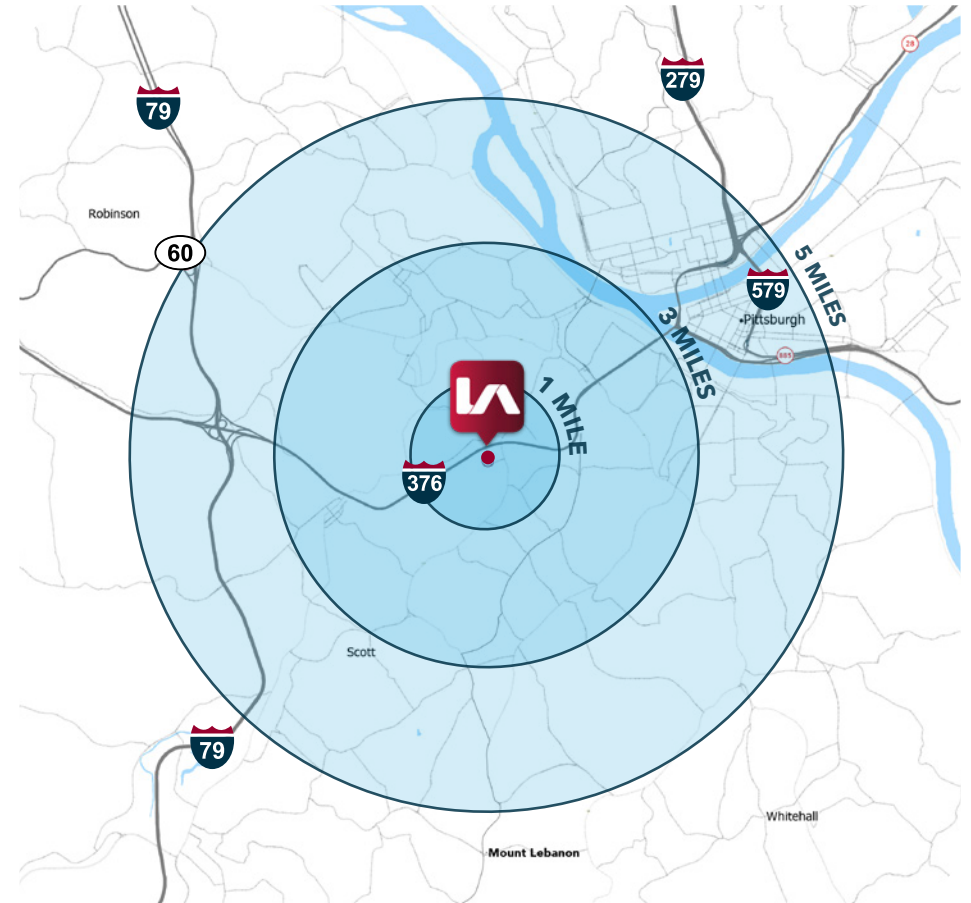 28
279
79
Robinson
60
5 MILES
579
•Pittsburgh
3 MILES
885
1 MILE
376
Scott
79
Whitehall
Mount Lebanon